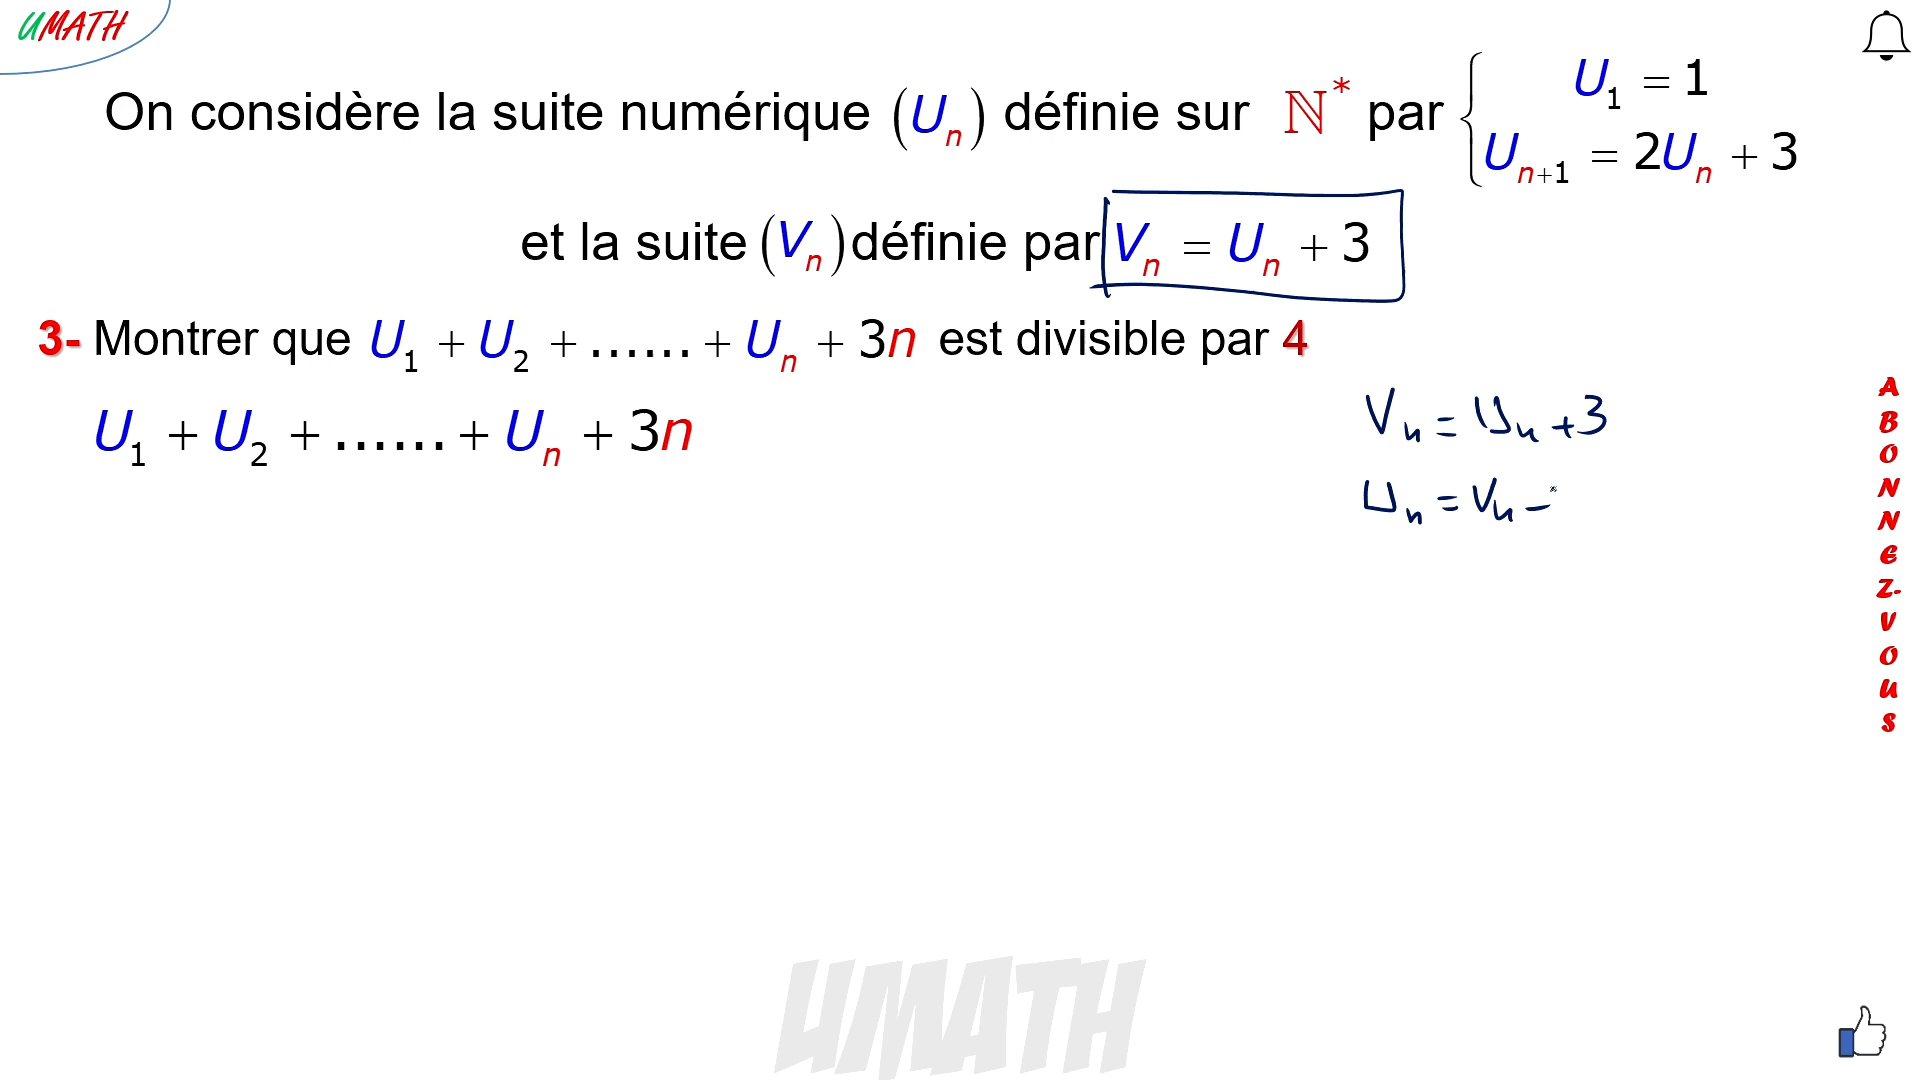 UMATH
On considère la suite numérique (Uₙ) définie sur ℕ* par { U₁ = 1
Uₙ₊₁ = 2Uₙ + 3
et la suite (Vₙ) définie par Vₙ = Uₙ + 3
3- Montrer que U₁ + U₂ + ...... + Uₙ + 3n est divisible par 4
U₁ + U₂ + ...... + Uₙ + 3n
Vₙ = Uₙ + 3
Uₙ = Vₙ -
ABONNEZ-VOUS
UMATH